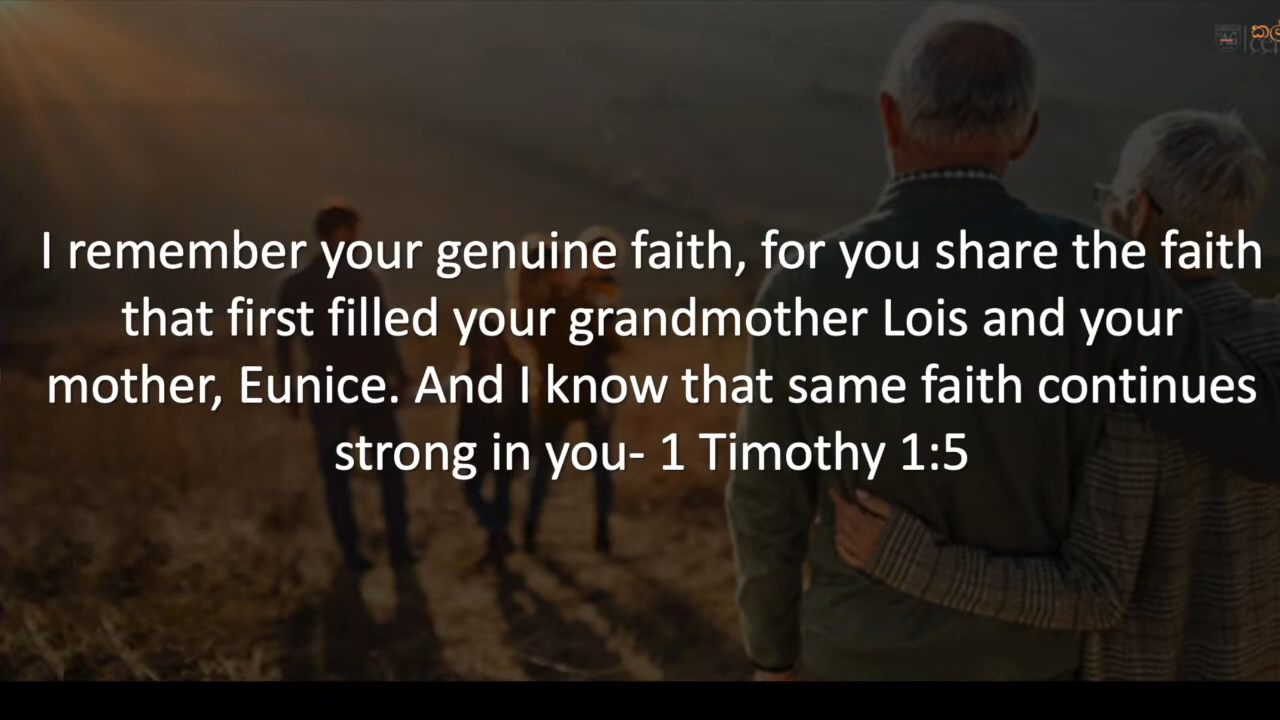 I remember your genuine faith, for you share the faith
that first filled your grandmother Lois and your
mother, Eunice. And I know that same faith continues
strong in you- 1 Timothy 1:5